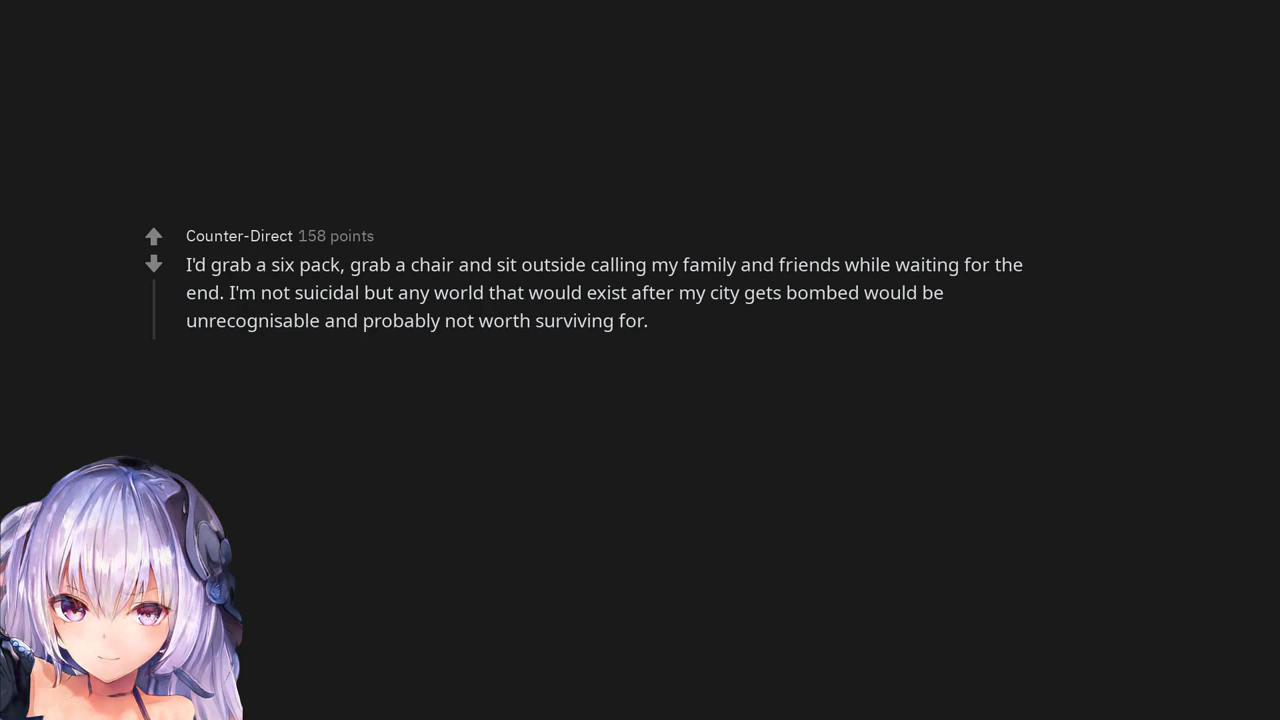 Counter-Direct 158 points
I'd grab a six pack, grab a chair and sit outside calling my family and friends while waiting for the
end. I'm not suicidal but any world that would exist after my city gets bombed would be
unrecognisable and probably not worth surviving for.